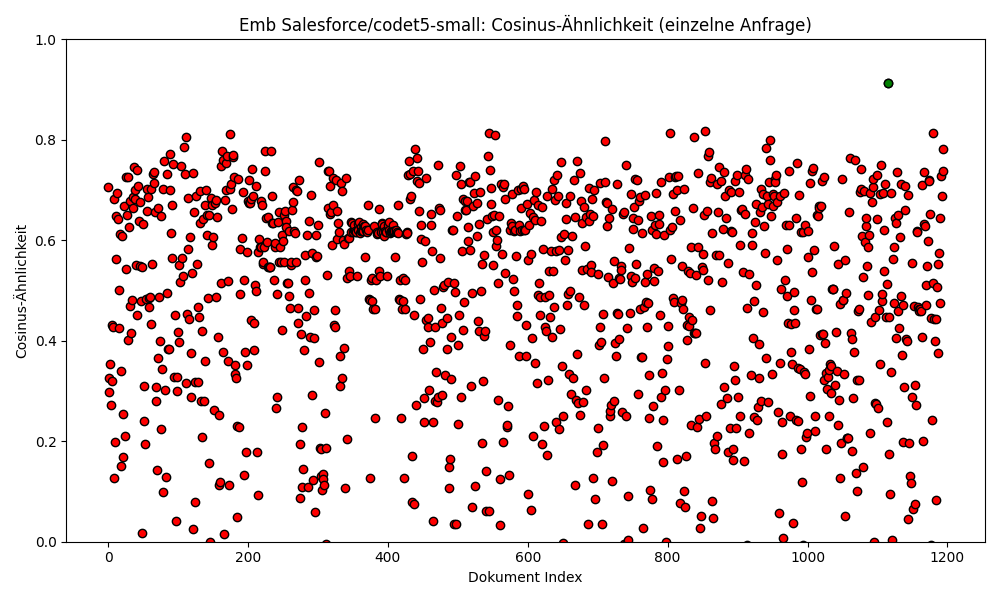 Emb Salesforce/codet5-small: Cosinus-Ähnlichkeit (einzelne Anfrage)
Cosinus-Ähnlichkeit
1.0
0.8
0.6
0.4
0.2
0.0
0 200 400 600 800 1000 1200
Dokument Index